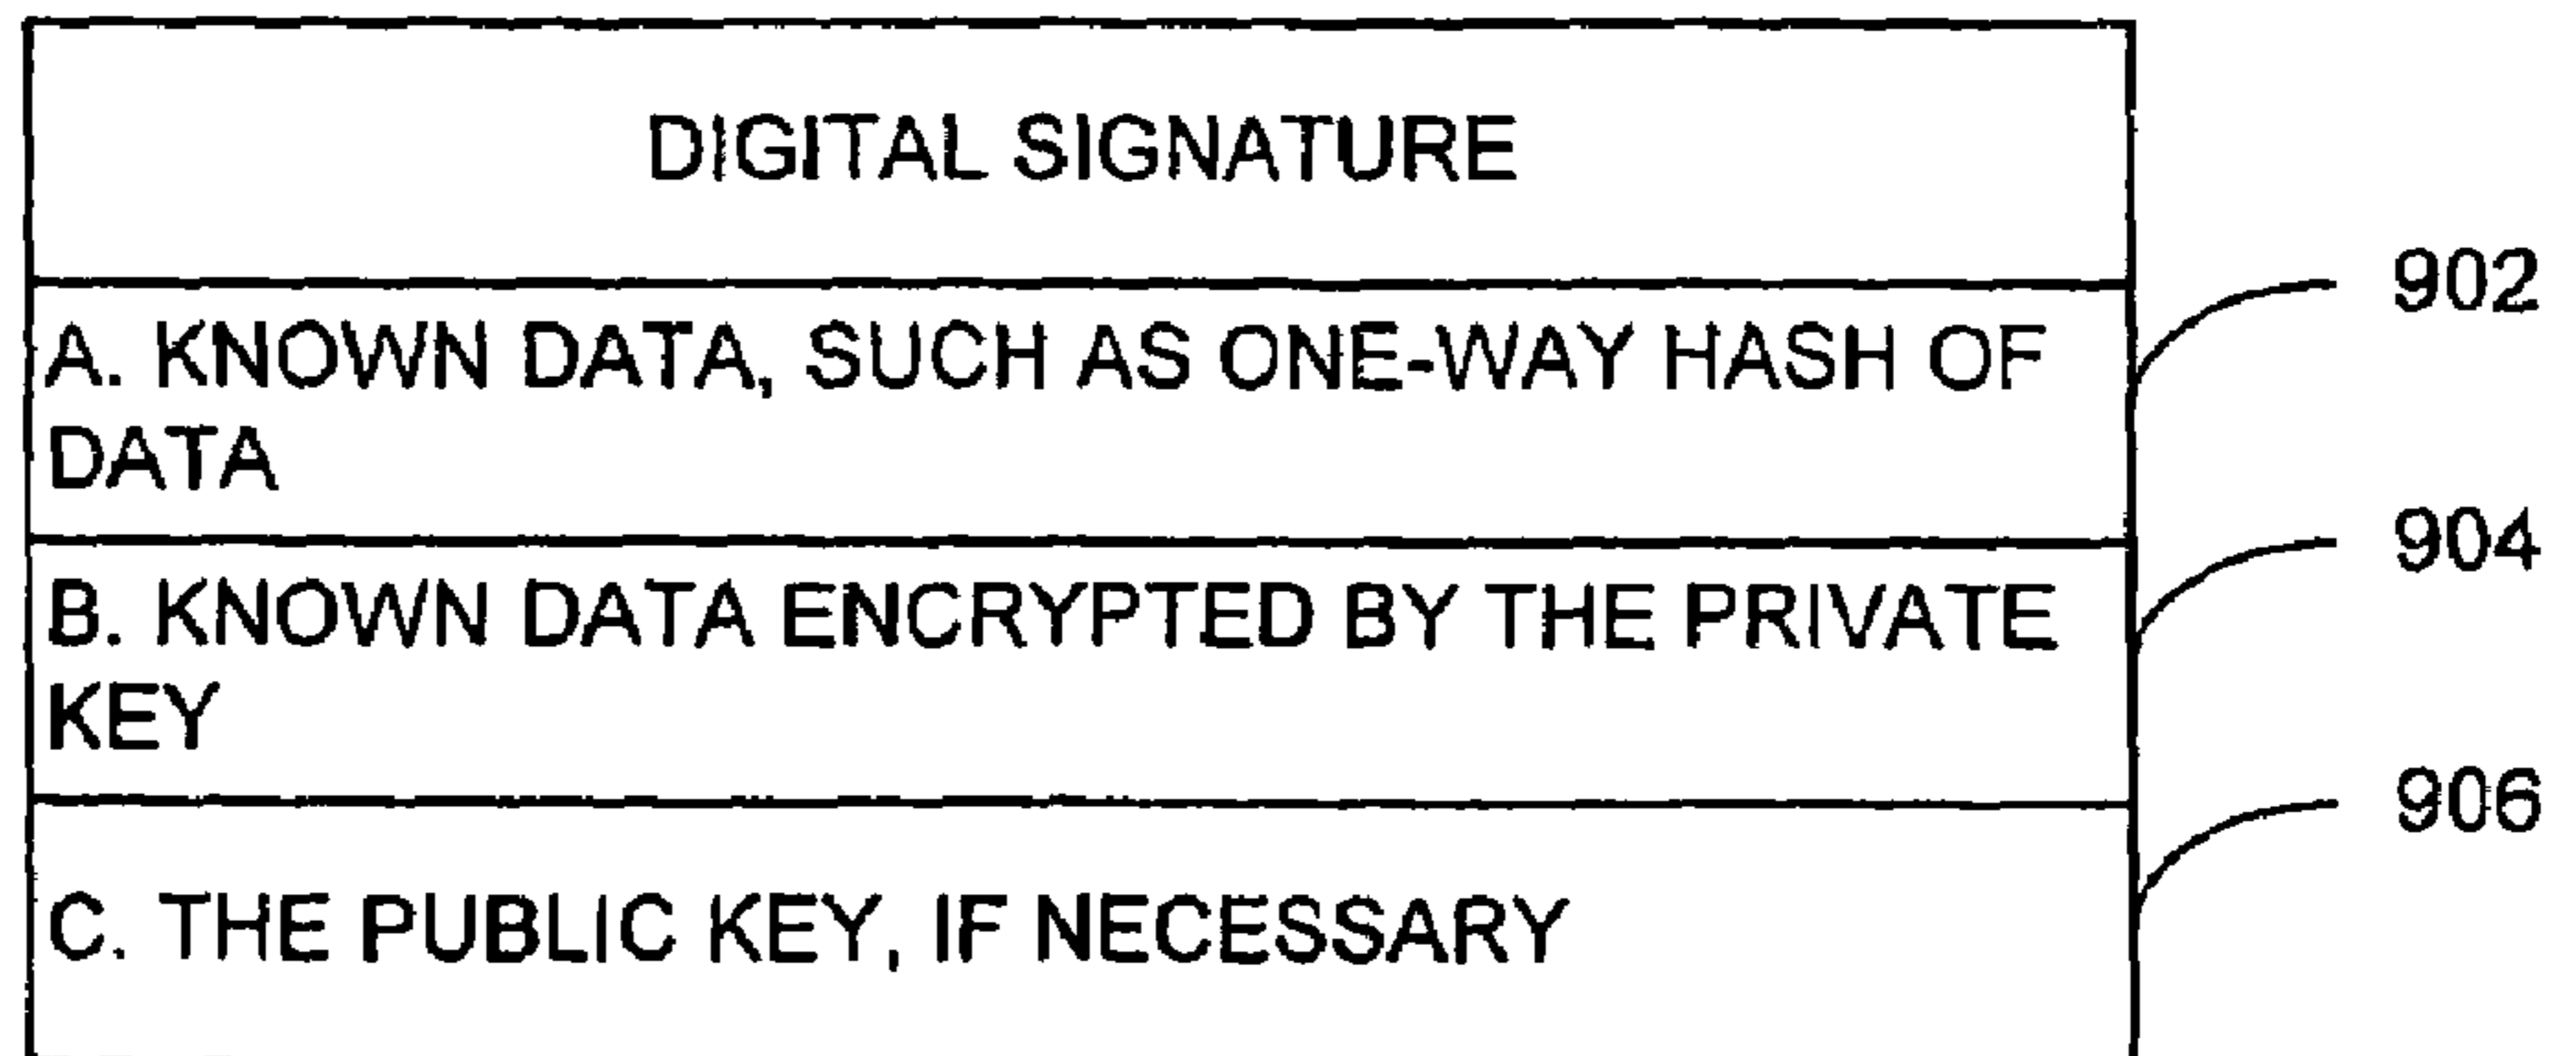 DIGITAL SIGNATURE
902
A. KNOWN DATA, SUCH AS ONE-WAY HASH OF
DATA
904
B. KNOWN DATA ENCRYPTED BY THE PRIVATE
KEY
906
C. THE PUBLIC KEY, IF NECESSARY